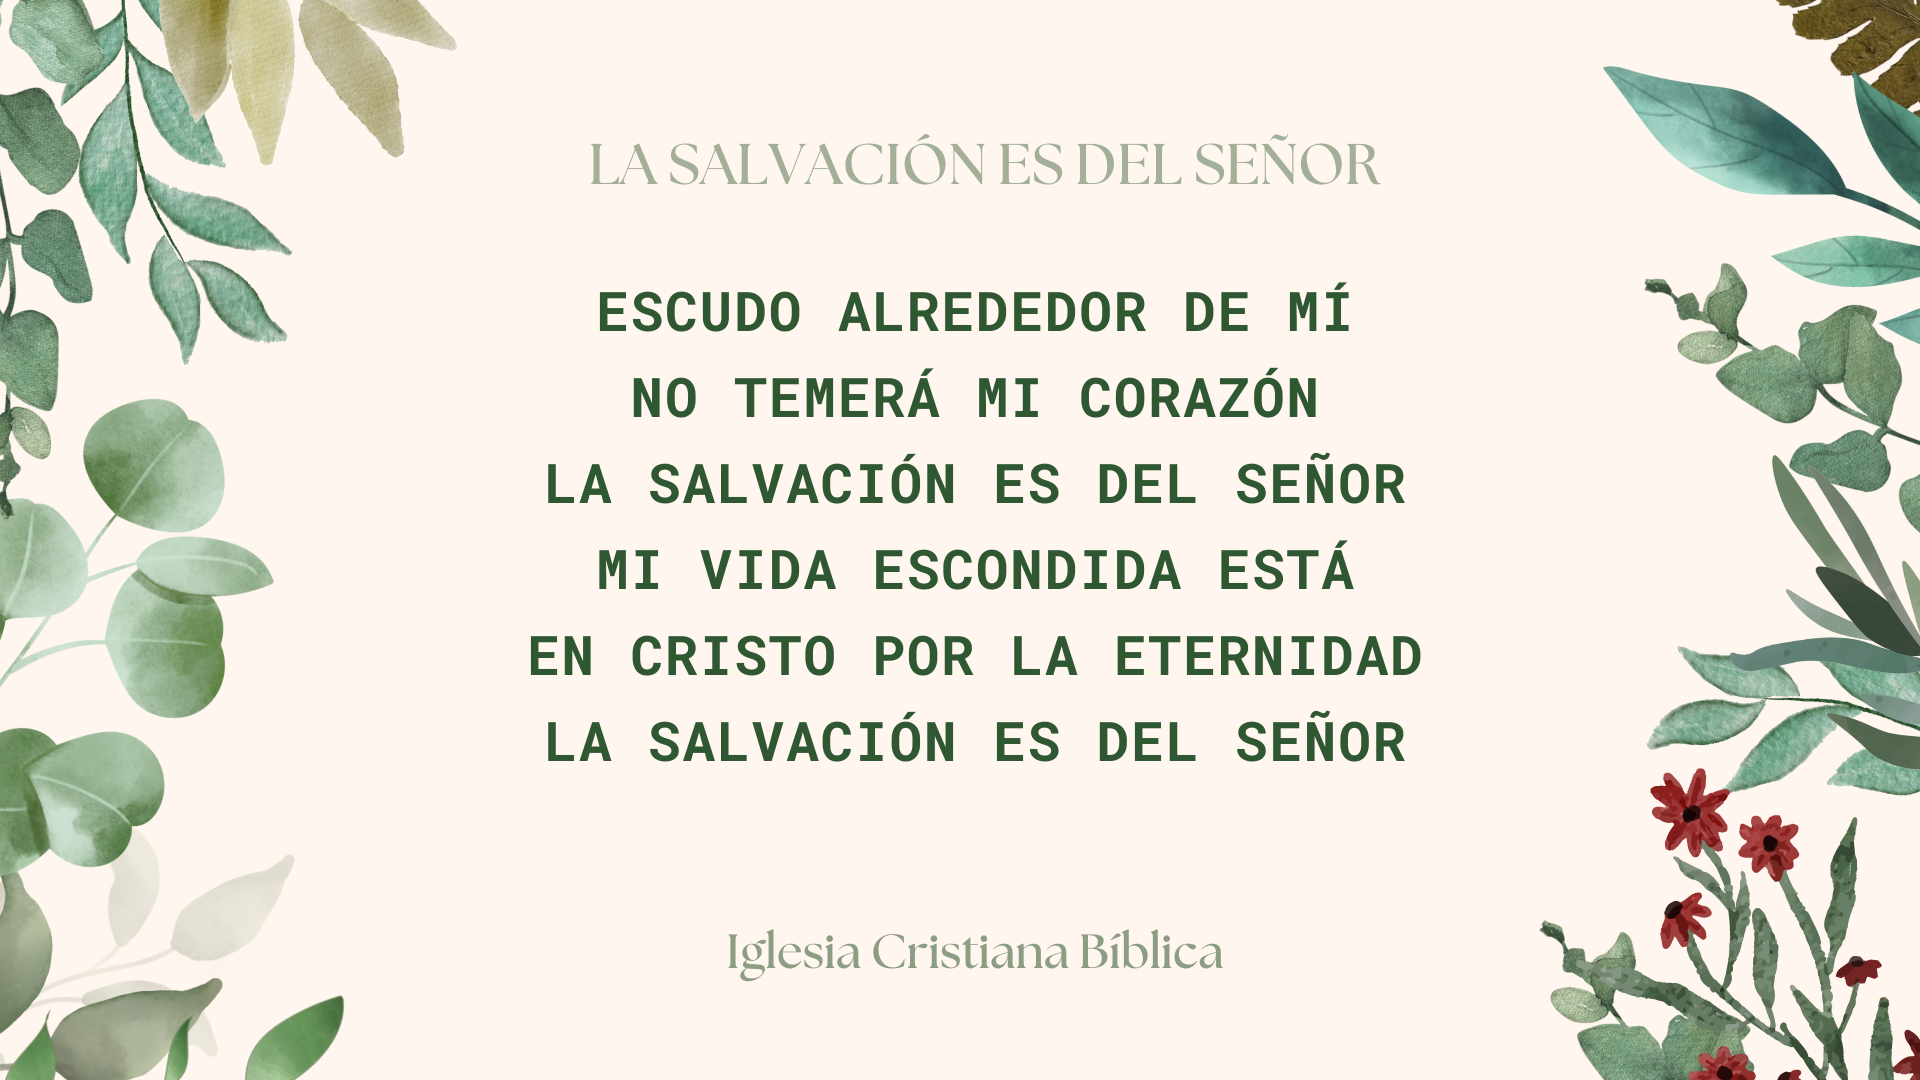 LA SALVACIÓN ES DEL SEÑOR
ESCUDO ALREDEDOR DE MÍ
NO TEMERÁ MI CORAZÓN
LA SALVACIÓN ES DEL SEÑOR
MI VIDA ESCONDIDA ESTÁ
EN CRISTO POR LA ETERNIDAD
LA SALVACIÓN ES DEL SEÑOR
Iglesia Cristiana Bíblica